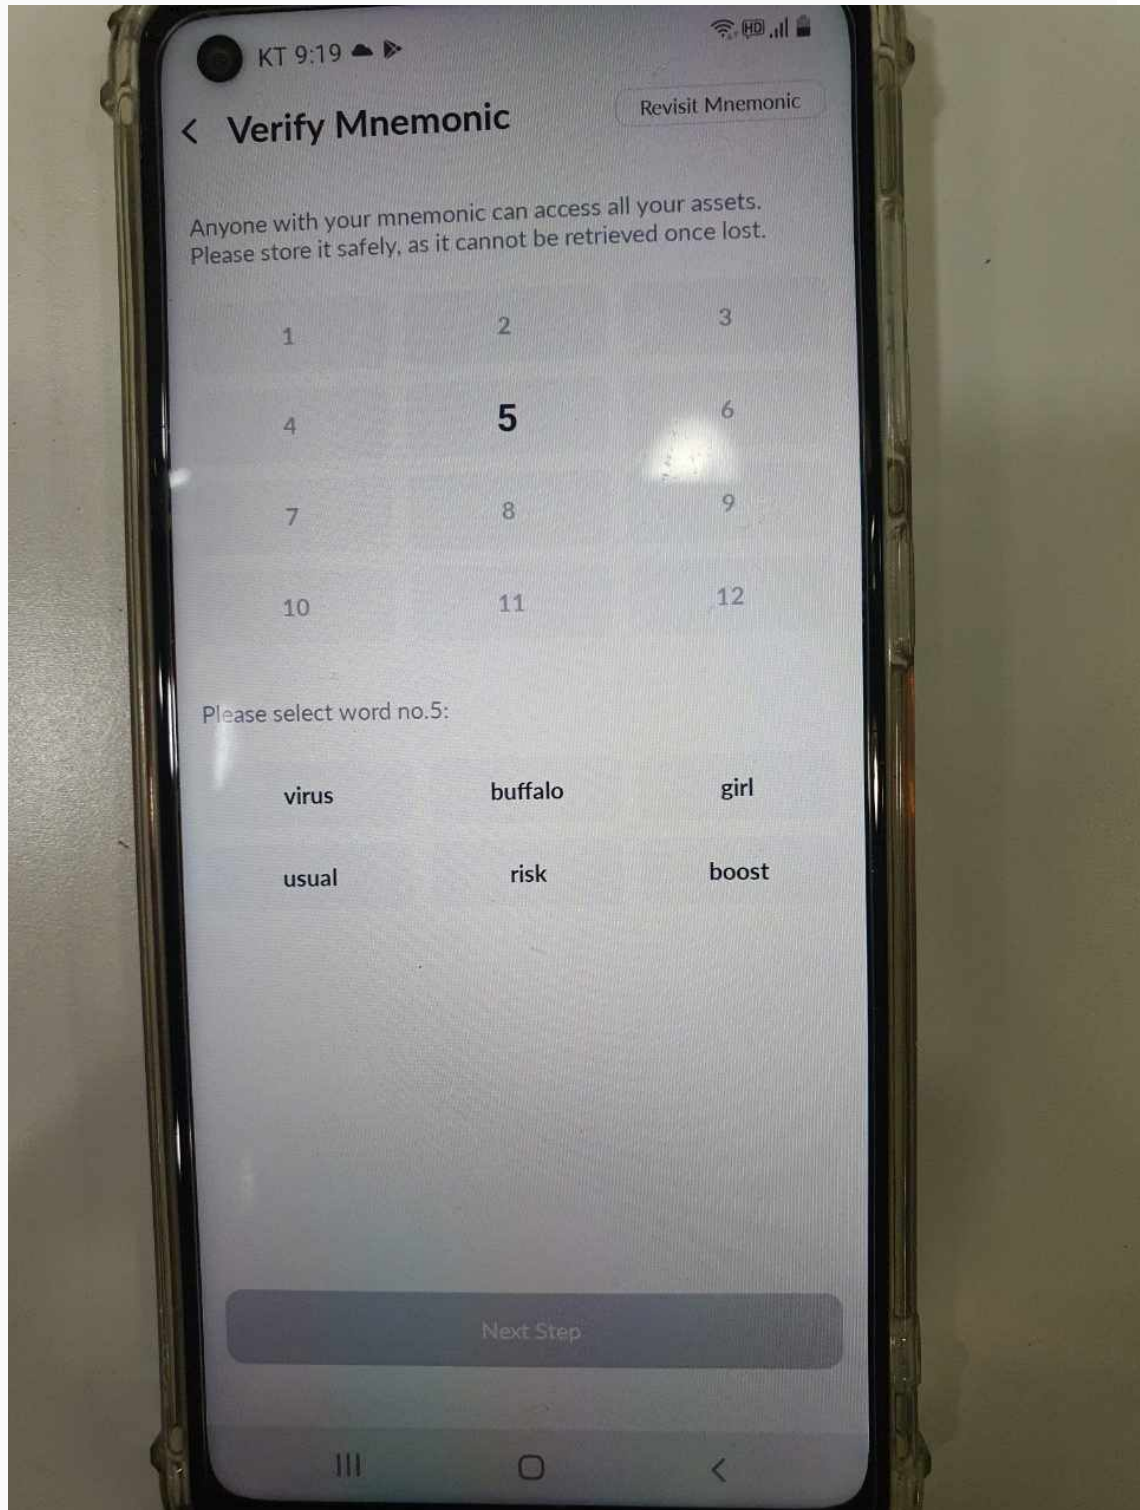 KT 9:19
HD
Verify Mnemonic
Revisit Mnemonic
Anyone with your mnemonic can access all your assets.
Please store it safely, as it cannot be retrieved once lost.
1 2 3
4 5 6
7 8 9
10 11 12
Please select word no.5:
virus buffalo girl
usual risk boost
Next Step